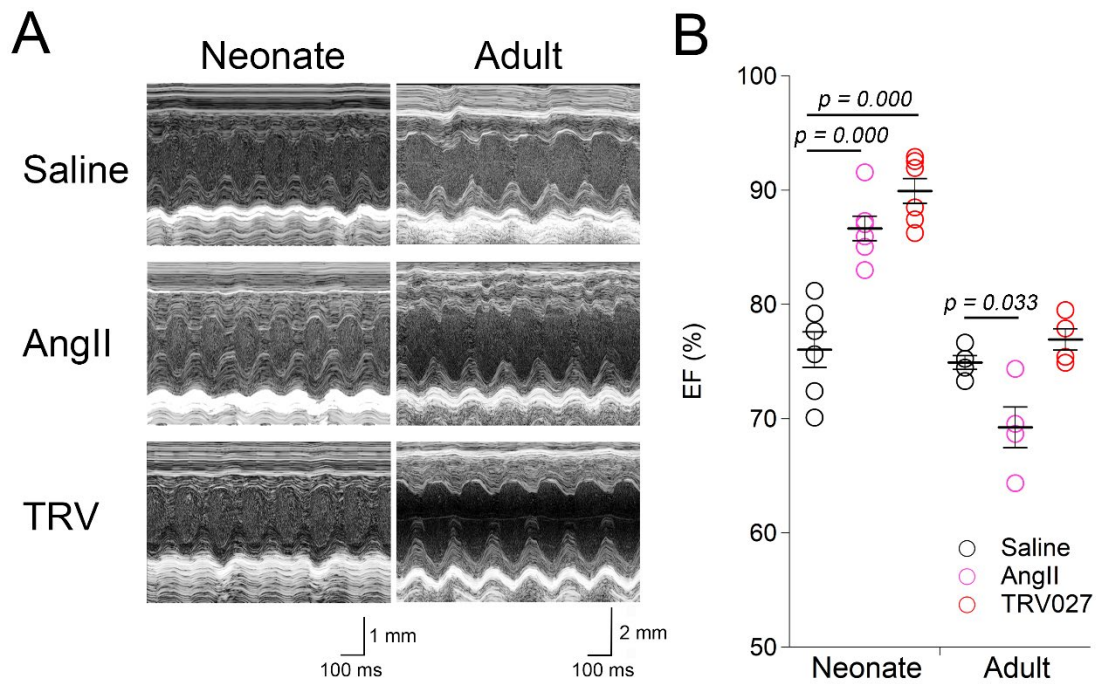 A
Neonate
Adult
Saline
AngII
TRV
1 mm
100 ms
2 mm
100 ms
B
100
90
80
70
60
50
EF (%)
p = 0.000
p = 0.000
p = 0.033
Saline
AngII
TRV027
Neonate
Adult